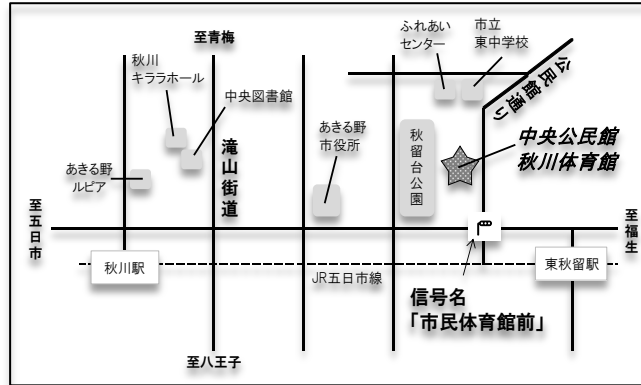 至青梅
ふれあい
センター
市立
東中学校
公民館通り
秋川
キララホール
中央図書館
あきる野
ルピア
滝山街道
あきる野
市役所
秋留台公園
中央公民館
秋川体育館
至五日市
至福生
秋川駅
JR五日市線
東秋留駅
信号名
「市民体育館前」
至八王子